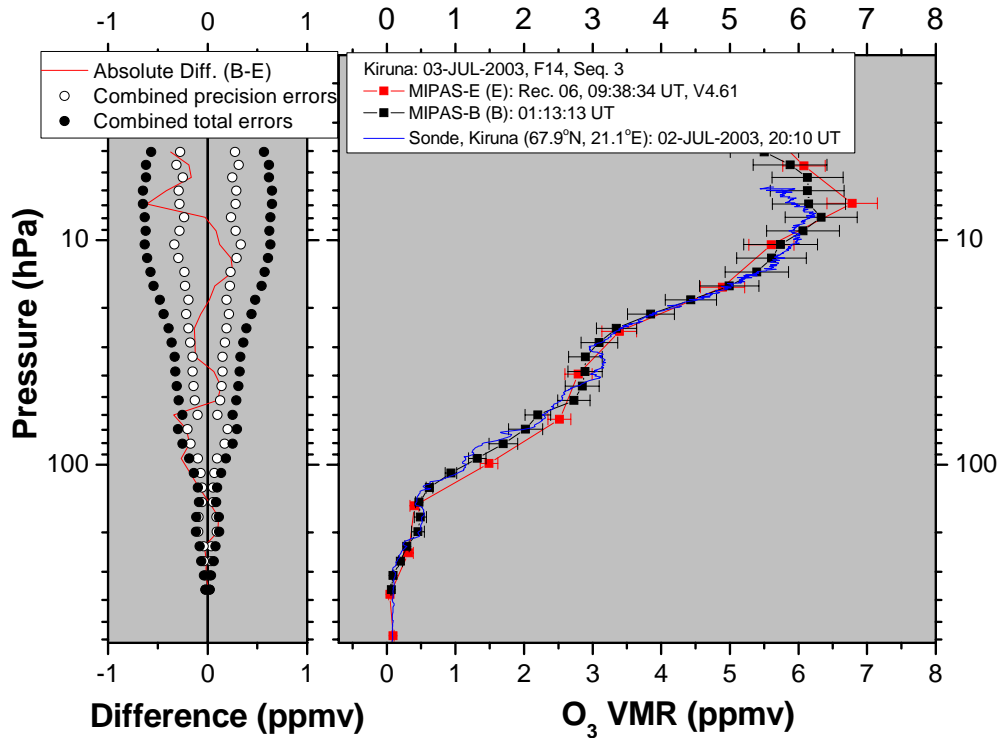 -1 0 1
0 1 2 3 4 5 6 7 8
Absolute Diff. (B-E)
Combined precision errors
Combined total errors
Kiruna: 03-JUL-2003, F14, Seq. 3
MIPAS-E (E): Rec. 06, 09:38:34 UT, V4.61
MIPAS-B (B): 01:13:13 UT
Sonde, Kiruna (67.9°N, 21.1°E): 02-JUL-2003, 20:10 UT
Pressure (hPa)
10
100
10
100
-1 0 1
0 1 2 3 4 5 6 7 8
Difference (ppmv)
O₃ VMR (ppmv)